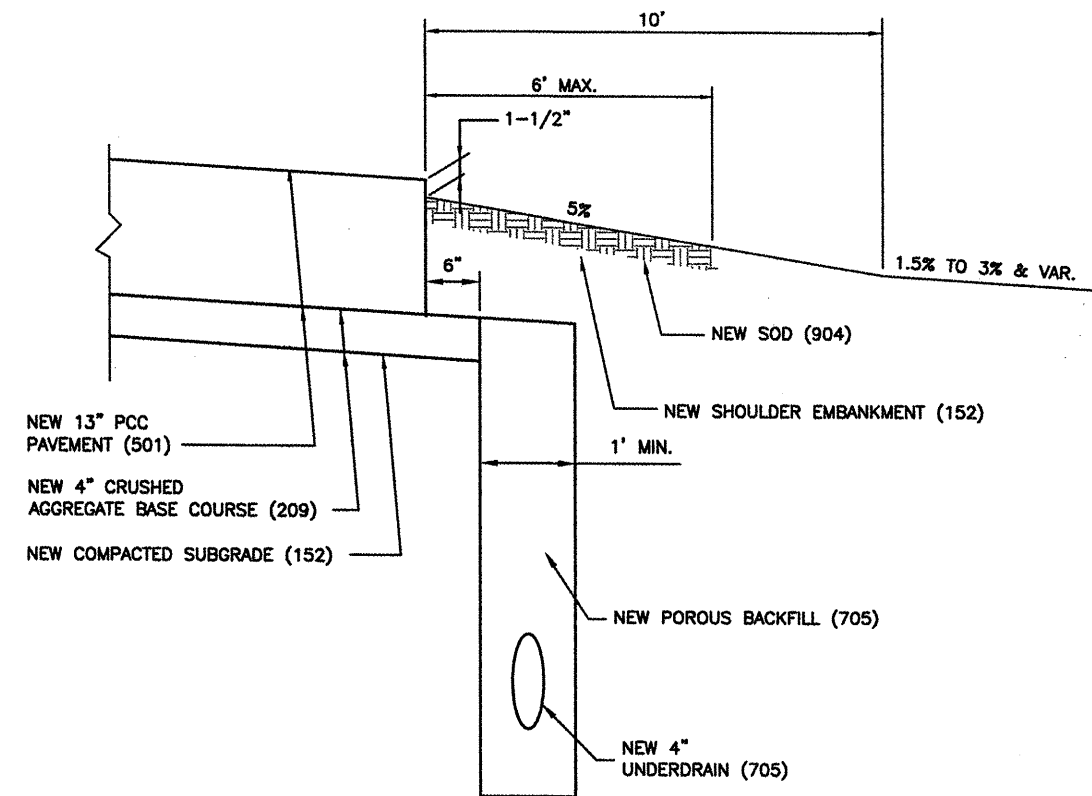 10'
6' MAX.
1-1/2"
5%
1.5% TO 3% & VAR.
6"
NEW SOD (904)
NEW SHOULDER EMBANKMENT (152)
NEW 13" PCC
PAVEMENT (501)
1' MIN.
NEW 4" CRUSHED
AGGREGATE BASE COURSE (209)
NEW COMPACTED SUBGRADE (152)
NEW POROUS BACKFILL (705)
NEW 4"
UNDERDRAIN (705)